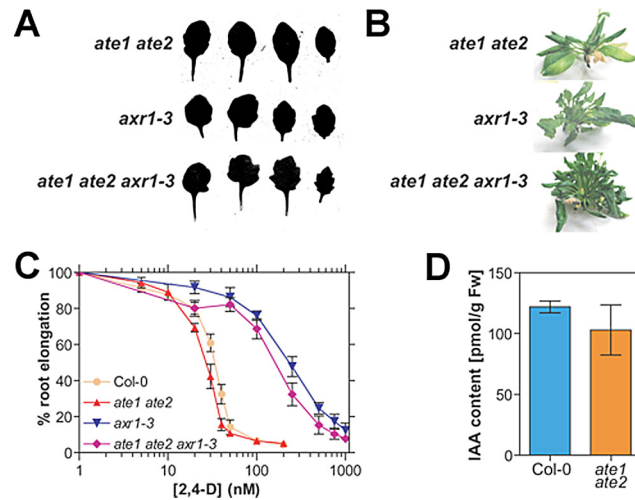 A
ate1 ate2
axr1-3
ate1 ate2 axr1-3
B
ate1 ate2
axr1-3
ate1 ate2 axr1-3
C
% root elongation
100
80
60
40
20
0
Col-0
ate1 ate2
axr1-3
ate1 ate2 axr1-3
1
10
100
1000
[2,4-D] (nM)
D
IAA content [pmol/g Fw]
150
100
50
0
Col-0
ate1
ate2